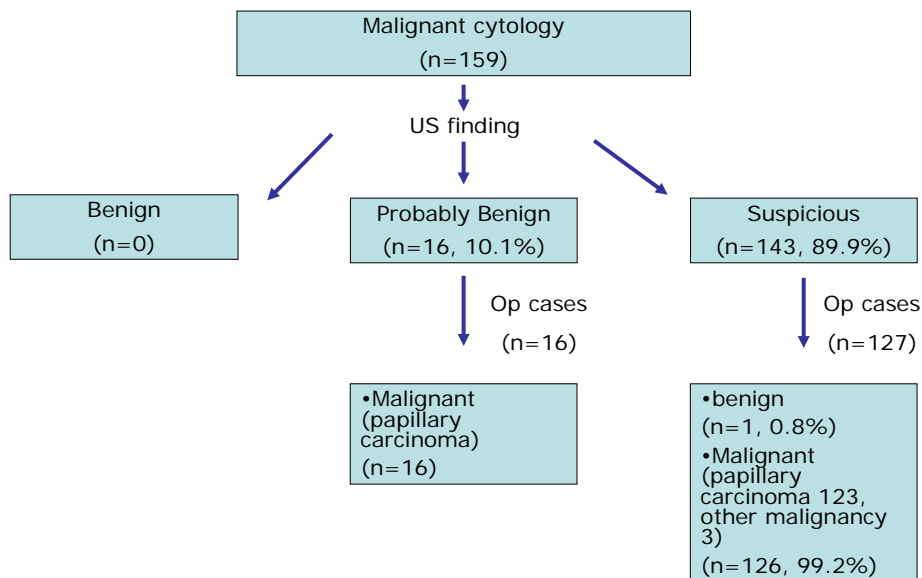 Malignant cytology
(n=159)
US finding
Benign
(n=0)
Probably Benign
(n=16, 10.1%)
Suspicious
(n=143, 89.9%)
Op cases
(n=16)
Op cases
(n=127)
•Malignant
(papillary
carcinoma)
(n=16)
•benign
(n=1, 0.8%)
•Malignant
(papillary
carcinoma 123,
other malignancy
3)
(n=126, 99.2%)